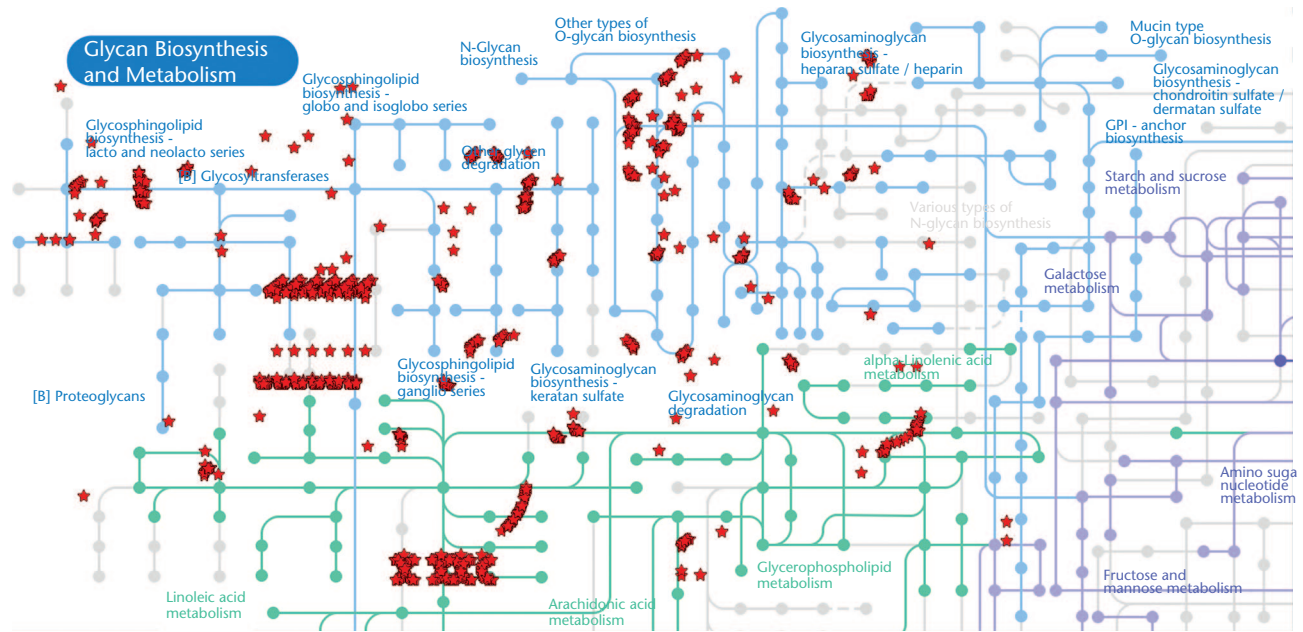 Glycan Biosynthesis
and Metabolism
Other types of
O-glycan biosynthesis
N-Glycan
biosynthesis
Glycosaminoglycan
biosynthesis -
heparan sulfate / heparin
Mucin type
O-glycan biosynthesis
Glycosaminoglycan
biosynthesis -
chondroitin sulfate /
dermatan sulfate
Glycosphingolipid
biosynthesis -
globo and isoglobo series
Glycosphingolipid
biosynthesis -
lacto and neolacto series
GPI - anchor
biosynthesis
Other glycan
degradation
[B] Glycosyltransferases
Starch and sucrose
metabolism
Various types of
N-glycan biosynthesis
Galactose
metabolism
Glycosphingolipid
biosynthesis -
ganglio series
Glycosaminoglycan
biosynthesis -
keratan sulfate
Glycosaminoglycan
degradation
alpha-Linolenic acid
metabolism
[B] Proteoglycans
Amino suga
nucleotide
metabolism
Glycerophospholipid
metabolism
Fructose and
mannose metabolism
Linoleic acid
metabolism
Arachidonic acid
metabolism